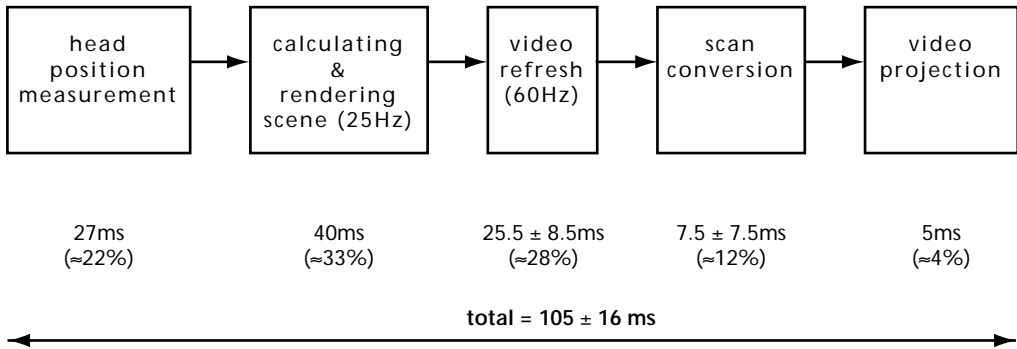 head
position
measurement
calculating
&
rendering
scene (25Hz)
video
refresh
(60Hz)
scan
conversion
video
projection
27ms
(≈22%)
40ms
(≈33%)
25.5 ± 8.5ms
(≈28%)
7.5 ± 7.5ms
(≈12%)
5ms
(≈4%)
total = 105 ± 16 ms